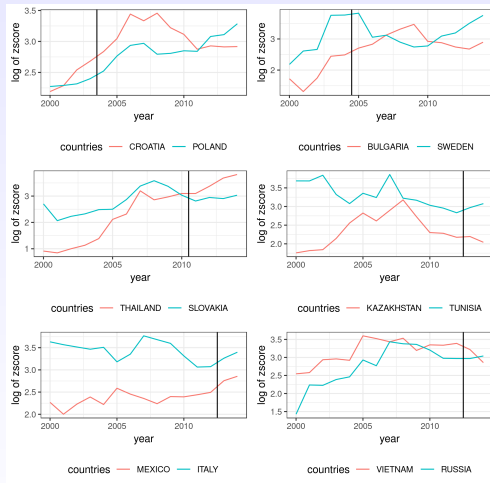 log of zscore
3.5
3.0
2.5
2000
2005
2010
year
countries CROATIA POLAND
log of zscore
3
2
2000
2005
2010
year
countries BULGARIA SWEDEN
log of zscore
3
2
1
2000
2005
2010
year
countries THAILAND SLOVAKIA
log of zscore
3.5
3.0
2.5
2.0
2000
2005
2010
year
countries KAZAKHSTAN TUNISIA
log of zscore
3.5
3.0
2.5
2.0
2000
2005
2010
year
countries MEXICO ITALY
log of zscore
3.5
3.0
2.5
2.0
1.5
2000
2005
2010
year
countries VIETNAM RUSSIA